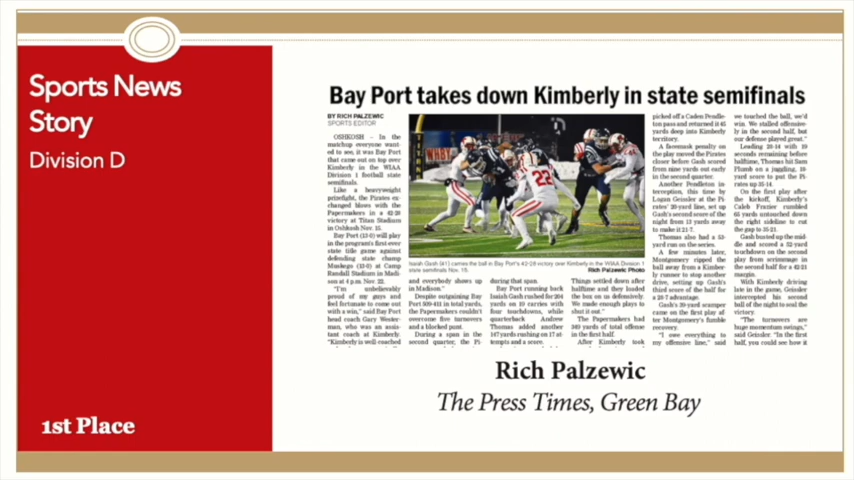 Sports News
Story
Division D
1st Place
Bay Port takes down Kimberly in state semifinals
BY RICH PALZEWIC
SPORTS EDITOR
OSHKOSH – In the
matchup everyone want-
ed to see, it was Bay Port
that came out on top over
Kimberly in the WIAA
Division 1 football state
semifinals.
Like a heavyweight
prizefight, the Pirates ex-
changed blows with the
Papermakers in a 42-28
victory at Titan Stadium
in Oshkosh Nov. 15.
Bay Port (13-0) will play
in the program's first ever
state title game against
defending state champ
Muskego (13-0) at Camp
Randall Stadium in Madi-
son at 4 p.m. Nov. 22.
"I'm unbelievably
proud of my guys and
feel fortunate to come out
with a win," said Bay Port
head coach Gary Wester-
man, who was an assis-
tant coach at Kimberly.
"Kimberly is well-coached
22
Isaiah Gash (41) carries the ball in Bay Port's 42-28 victory over Kimberly in the WIAA Division 1
state semifinals Nov. 15.
Rich Palzewic Photo
and everybody shows up
in Madison."
Despite outgaining Bay
Port 509-411 in total yards,
the Papermakers couldn't
overcome five turnovers
and a blocked punt.
During a span in the
second quarter, the Pi-
during that span.
Bay Port running back
Isaiah Gash rushed for 204
yards on 19 carries with
four touchdowns, while
quarterback Andrew
Thomas added another
167 yards rushing on 17 at-
tempts and a score.
Things settled down after
halftime and they loaded
the box on us defensively.
We made enough plays to
shut it out."
The Papermakers had
349 yards of total offense
in the first half.
After Kimberly took
picked off a Caden Pendle-
ton pass and returned it 45
yards deep into Kimberly
territory.
A facemask penalty on
the play moved the Pirates
closer before Gash scored
from nine yards out early
in the second quarter.
Another Pendleton in-
terception, this time by
Logan Geissler at the Pi-
rates' 20-yard line, set up
Gash's second score of the
night from 13 yards away
to make it 21-7.
Thomas also had a 53-
yard run on the series.
A few minutes later,
Montgomery ripped the
ball away from a Kimber-
ly runner to stop another
drive, setting up Gash's
third score of the half for
a 28-7 advantage.
Gash's 39-yard scamper
came on the first play af-
ter Montgomery's fumble
recovery.
"I owe everything to
my offensive line," said
we touched the ball, we'd
win. We stalled offensive-
ly in the second half, but
our defense played great."
Leading 28-14 with 19
seconds remaining before
halftime, Thomas hit Sam
Plumb on a juggling, 19-
yard score to put the Pi-
rates up 35-14.
On the first play after
the kickoff, Kimberly's
Caleb Frazier rumbled
65 yards untouched down
the right sideline to cut
the gap to 35-21.
Gash busted up the mid-
dle and scored a 52-yard
touchdown on the second
play from scrimmage in
the second half for a 42-21
margin.
With Kimberly driving
late in the game, Geissler
intercepted his second
ball of the night to seal the
victory.
"The turnovers are
huge momentum swings,"
said Geissler. "In the first
half, you could see how it
Rich Palzewic
The Press Times, Green Bay